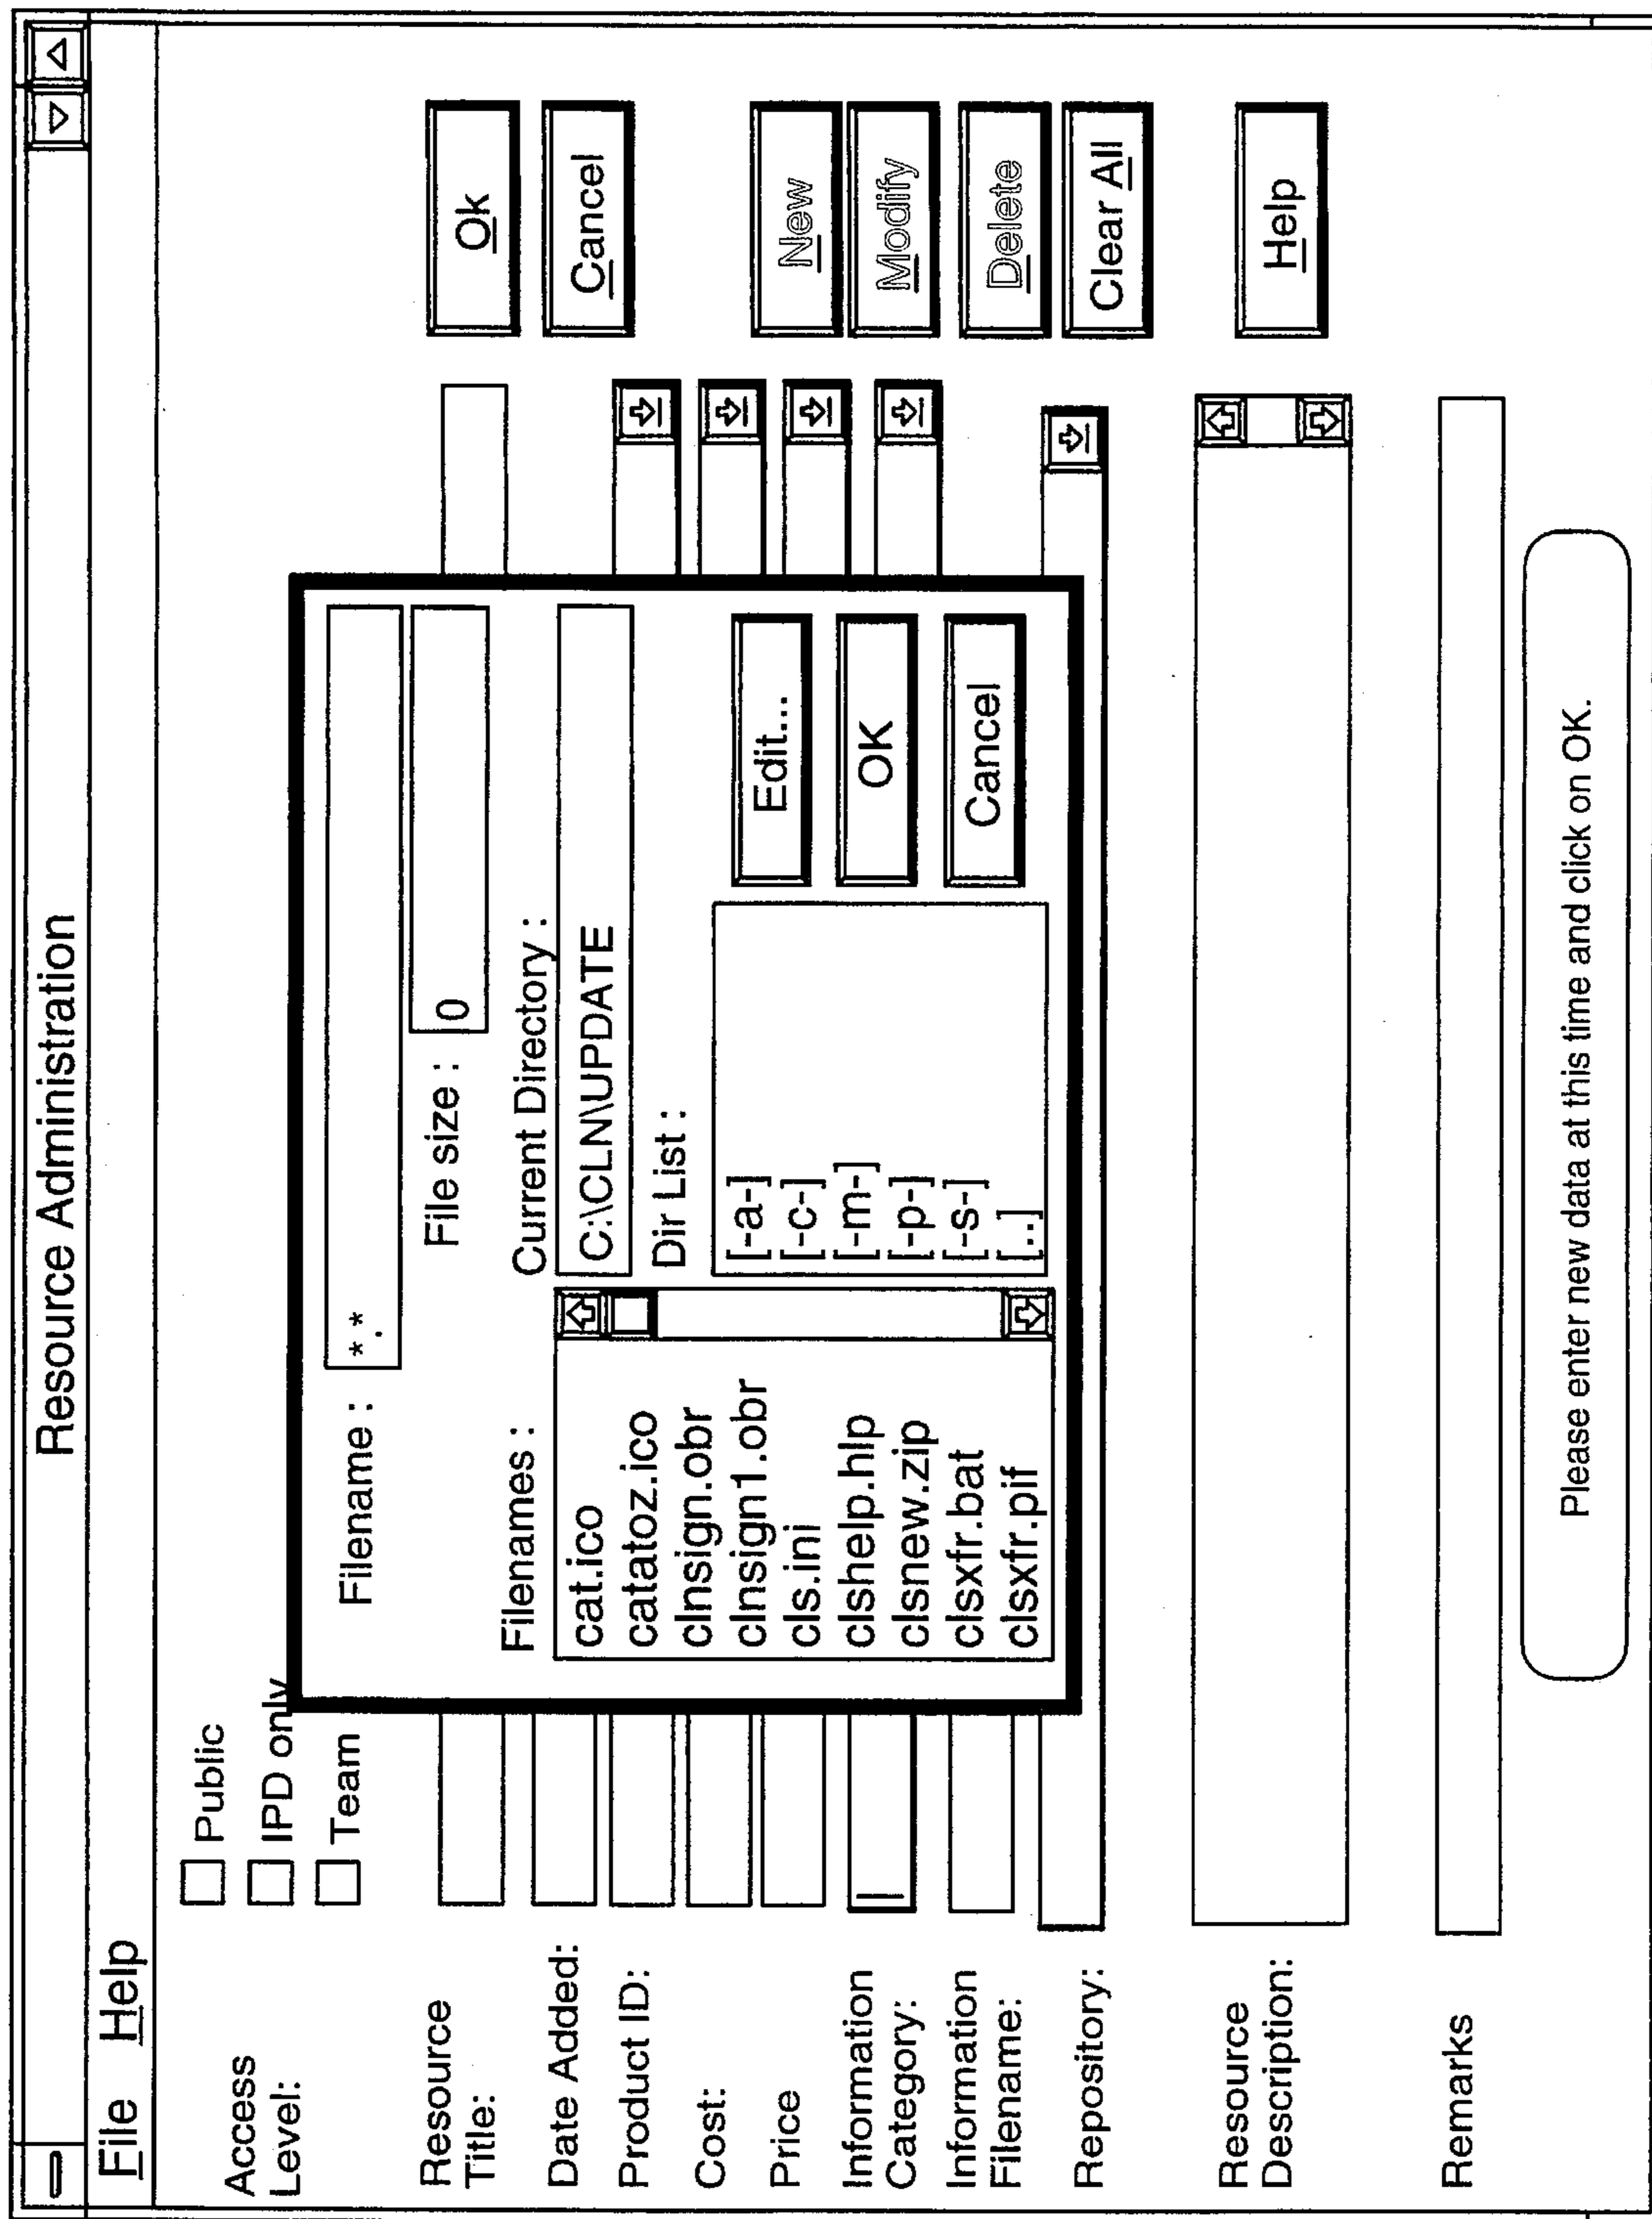 Resource Administration
File Help
Access
Level:
Public
IPD only
Team
Resource
Title:
Date Added:
Product ID:
Cost:
Price
Information
Category:
Information
Filename:
Repository:
Resource
Description:
Remarks
Filename :
*.*
File size :
0
Filenames :
cat.ico
catatoz.ico
clnsign.obr
clnsign1.obr
cls.ini
clshelp.hlp
clsnew.zip
clsxfr.bat
clsxfr.pif
Current Directory :
C:\CLN\UPDATE
Dir List :
[-a-]
[-c-]
[-m-]
[-p-]
[-s-]
[..]
Edit...
OK
Cancel
Ok
Cancel
New
Modify
Delete
Clear All
Help
Please enter new data at this time and click on OK.